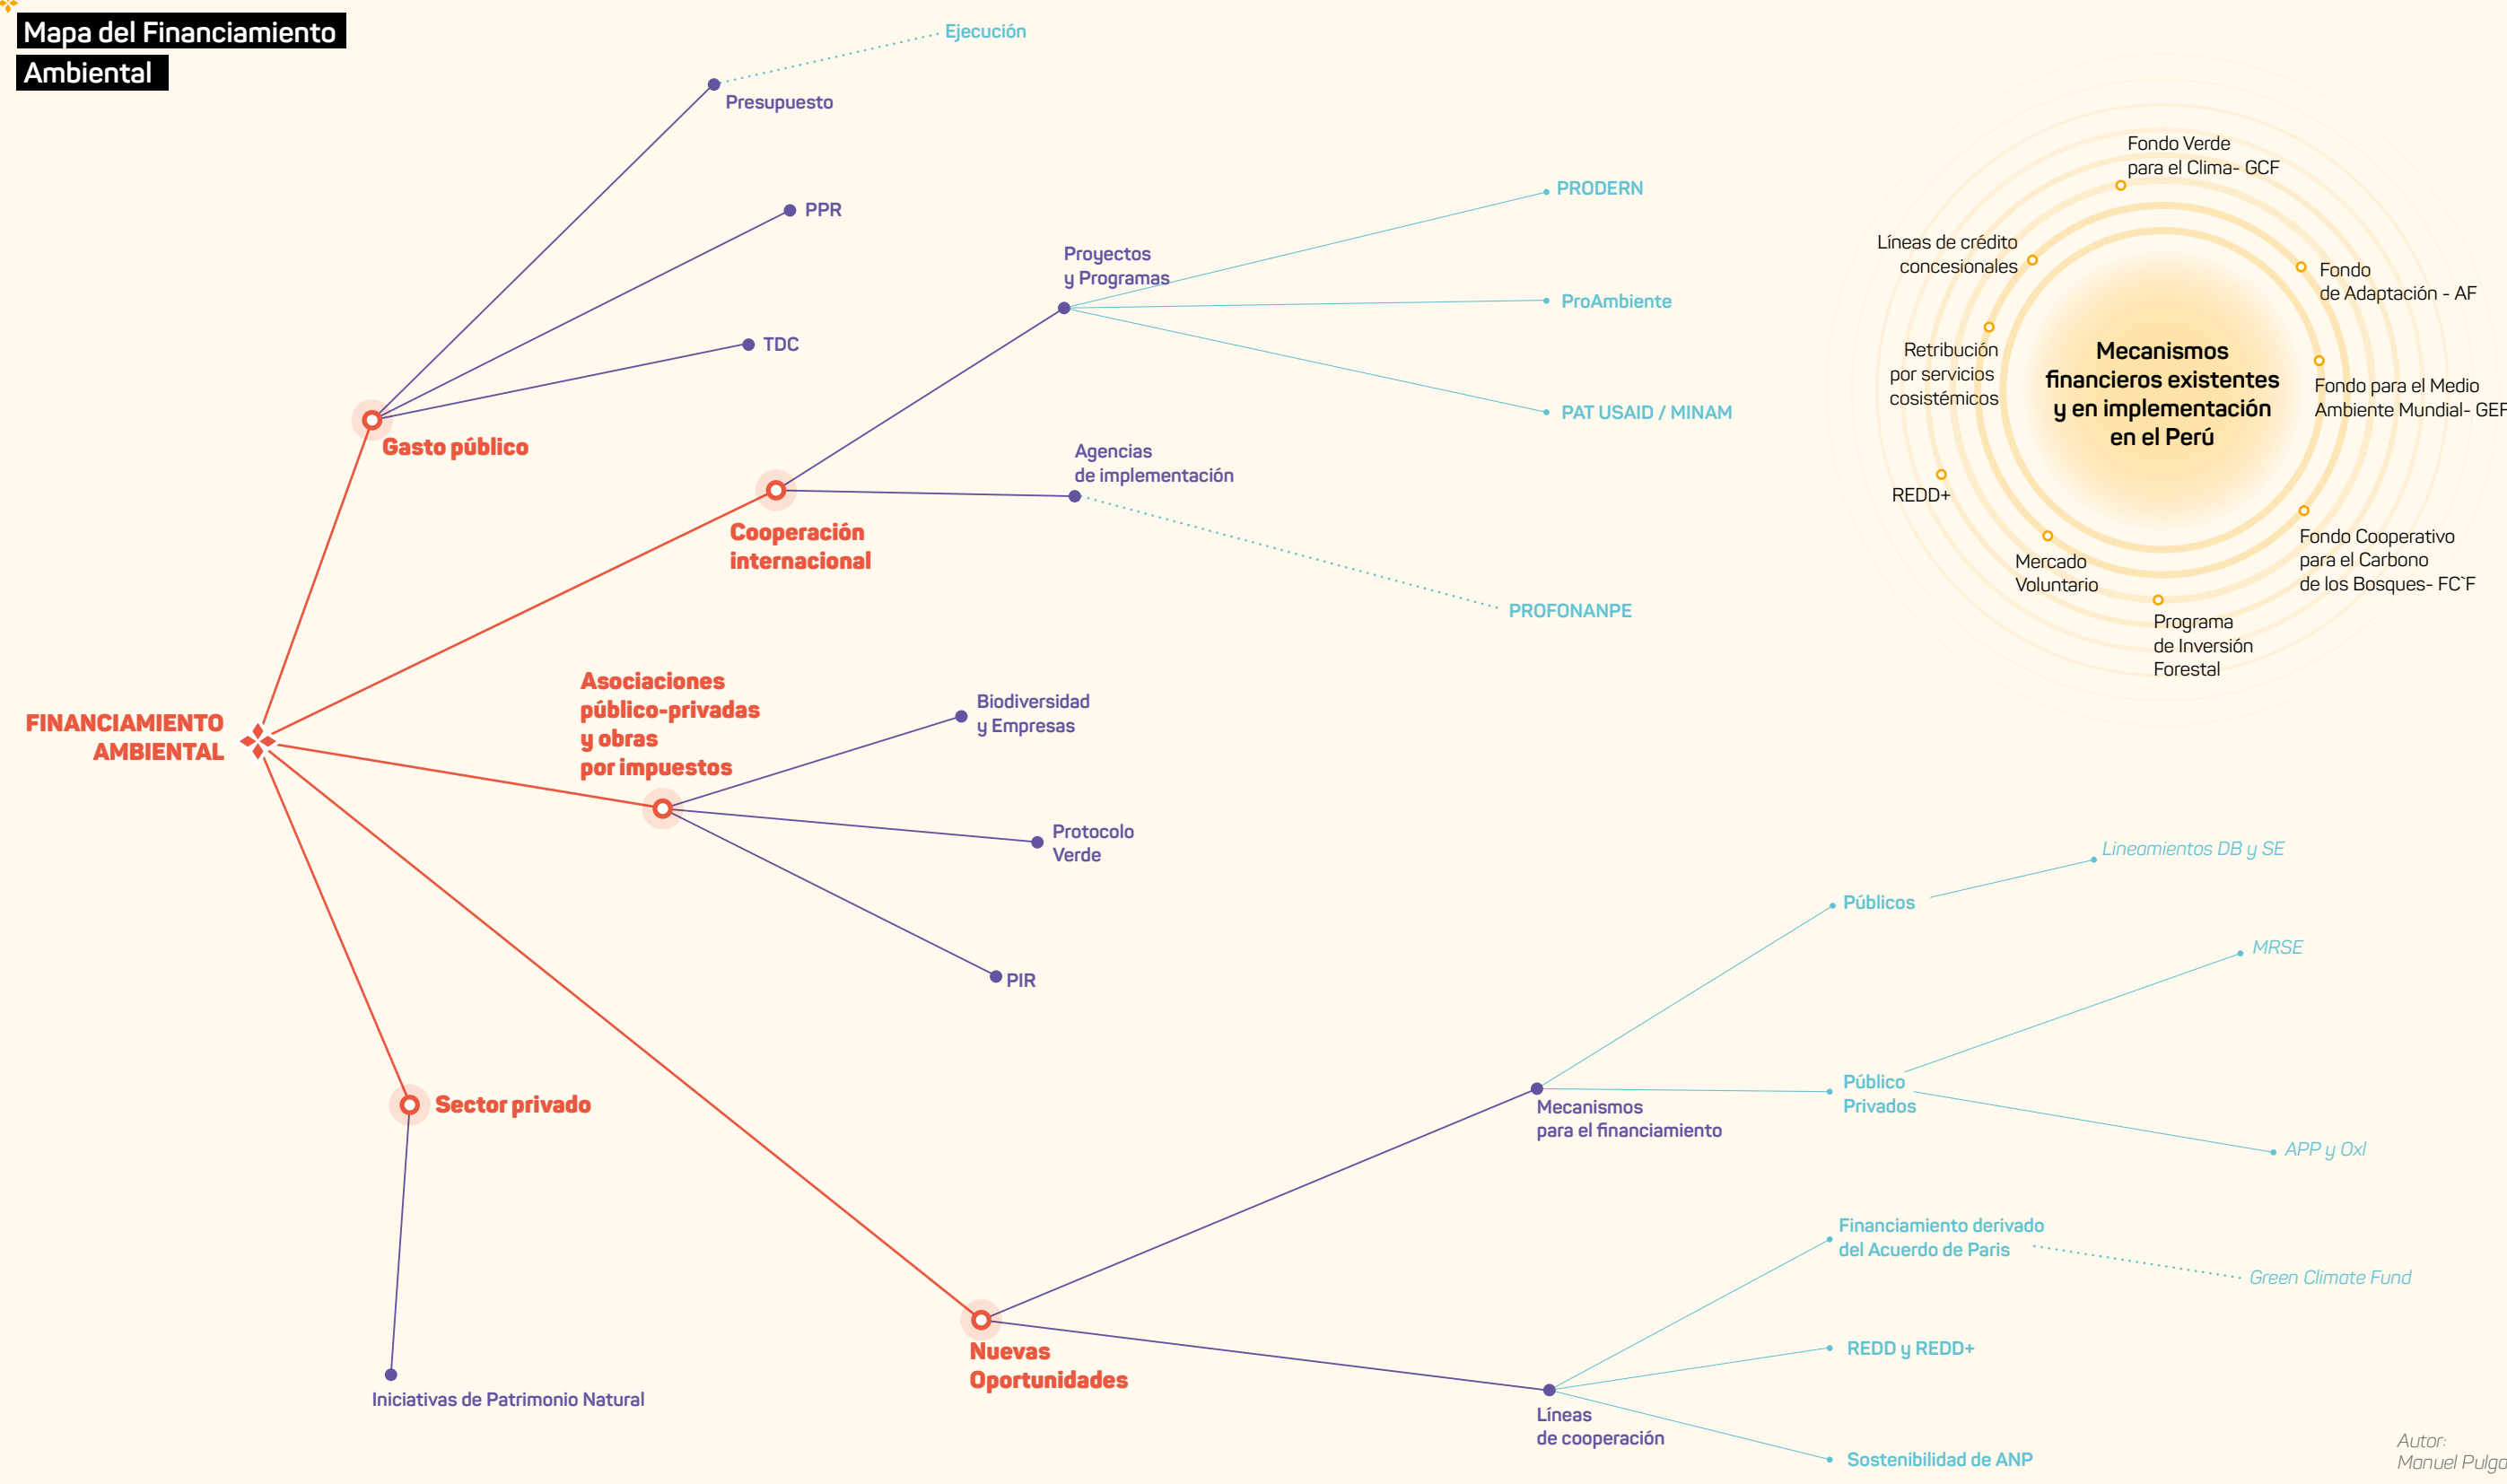 Mapa del Financiamiento
Ambiental
Ejecución
Presupuesto
PPR
TDC
Gasto público
Proyectos
y Programas
PRODERN
ProAmbiente
PAT USAID / MINAM
Agencias
de implementación
Cooperación
internacional
PROFONANPE
Asociaciones
público-privadas
y obras
por impuestos
Biodiversidad
y Empresas
Protocolo
Verde
PIR
FINANCIAMIENTO
AMBIENTAL
Sector privado
Iniciativas de Patrimonio Natural
Nuevas
Oportunidades
Mecanismos
para el financiamiento
Públicos
Lineamientos DB y SE
MRSE
Público
Privados
APP y OxI
Financiamiento derivado
del Acuerdo de Paris
Green Climate Fund
REDD y REDD+
Líneas
de cooperación
Sostenibilidad de ANP
Mecanismos
financieros existentes
y en implementación
en el Perú
Fondo Verde
para el Clima- GCF
Fondo
de Adaptación - AF
Fondo para el Medio
Ambiente Mundial- GEF
Fondo Cooperativo
para el Carbono
de los Bosques- FC`F
Programa
de Inversión
Forestal
Mercado
Voluntario
REDD+
Retribución
por servicios
cosistémicos
Líneas de crédito
concesionales
Autor:
Manuel